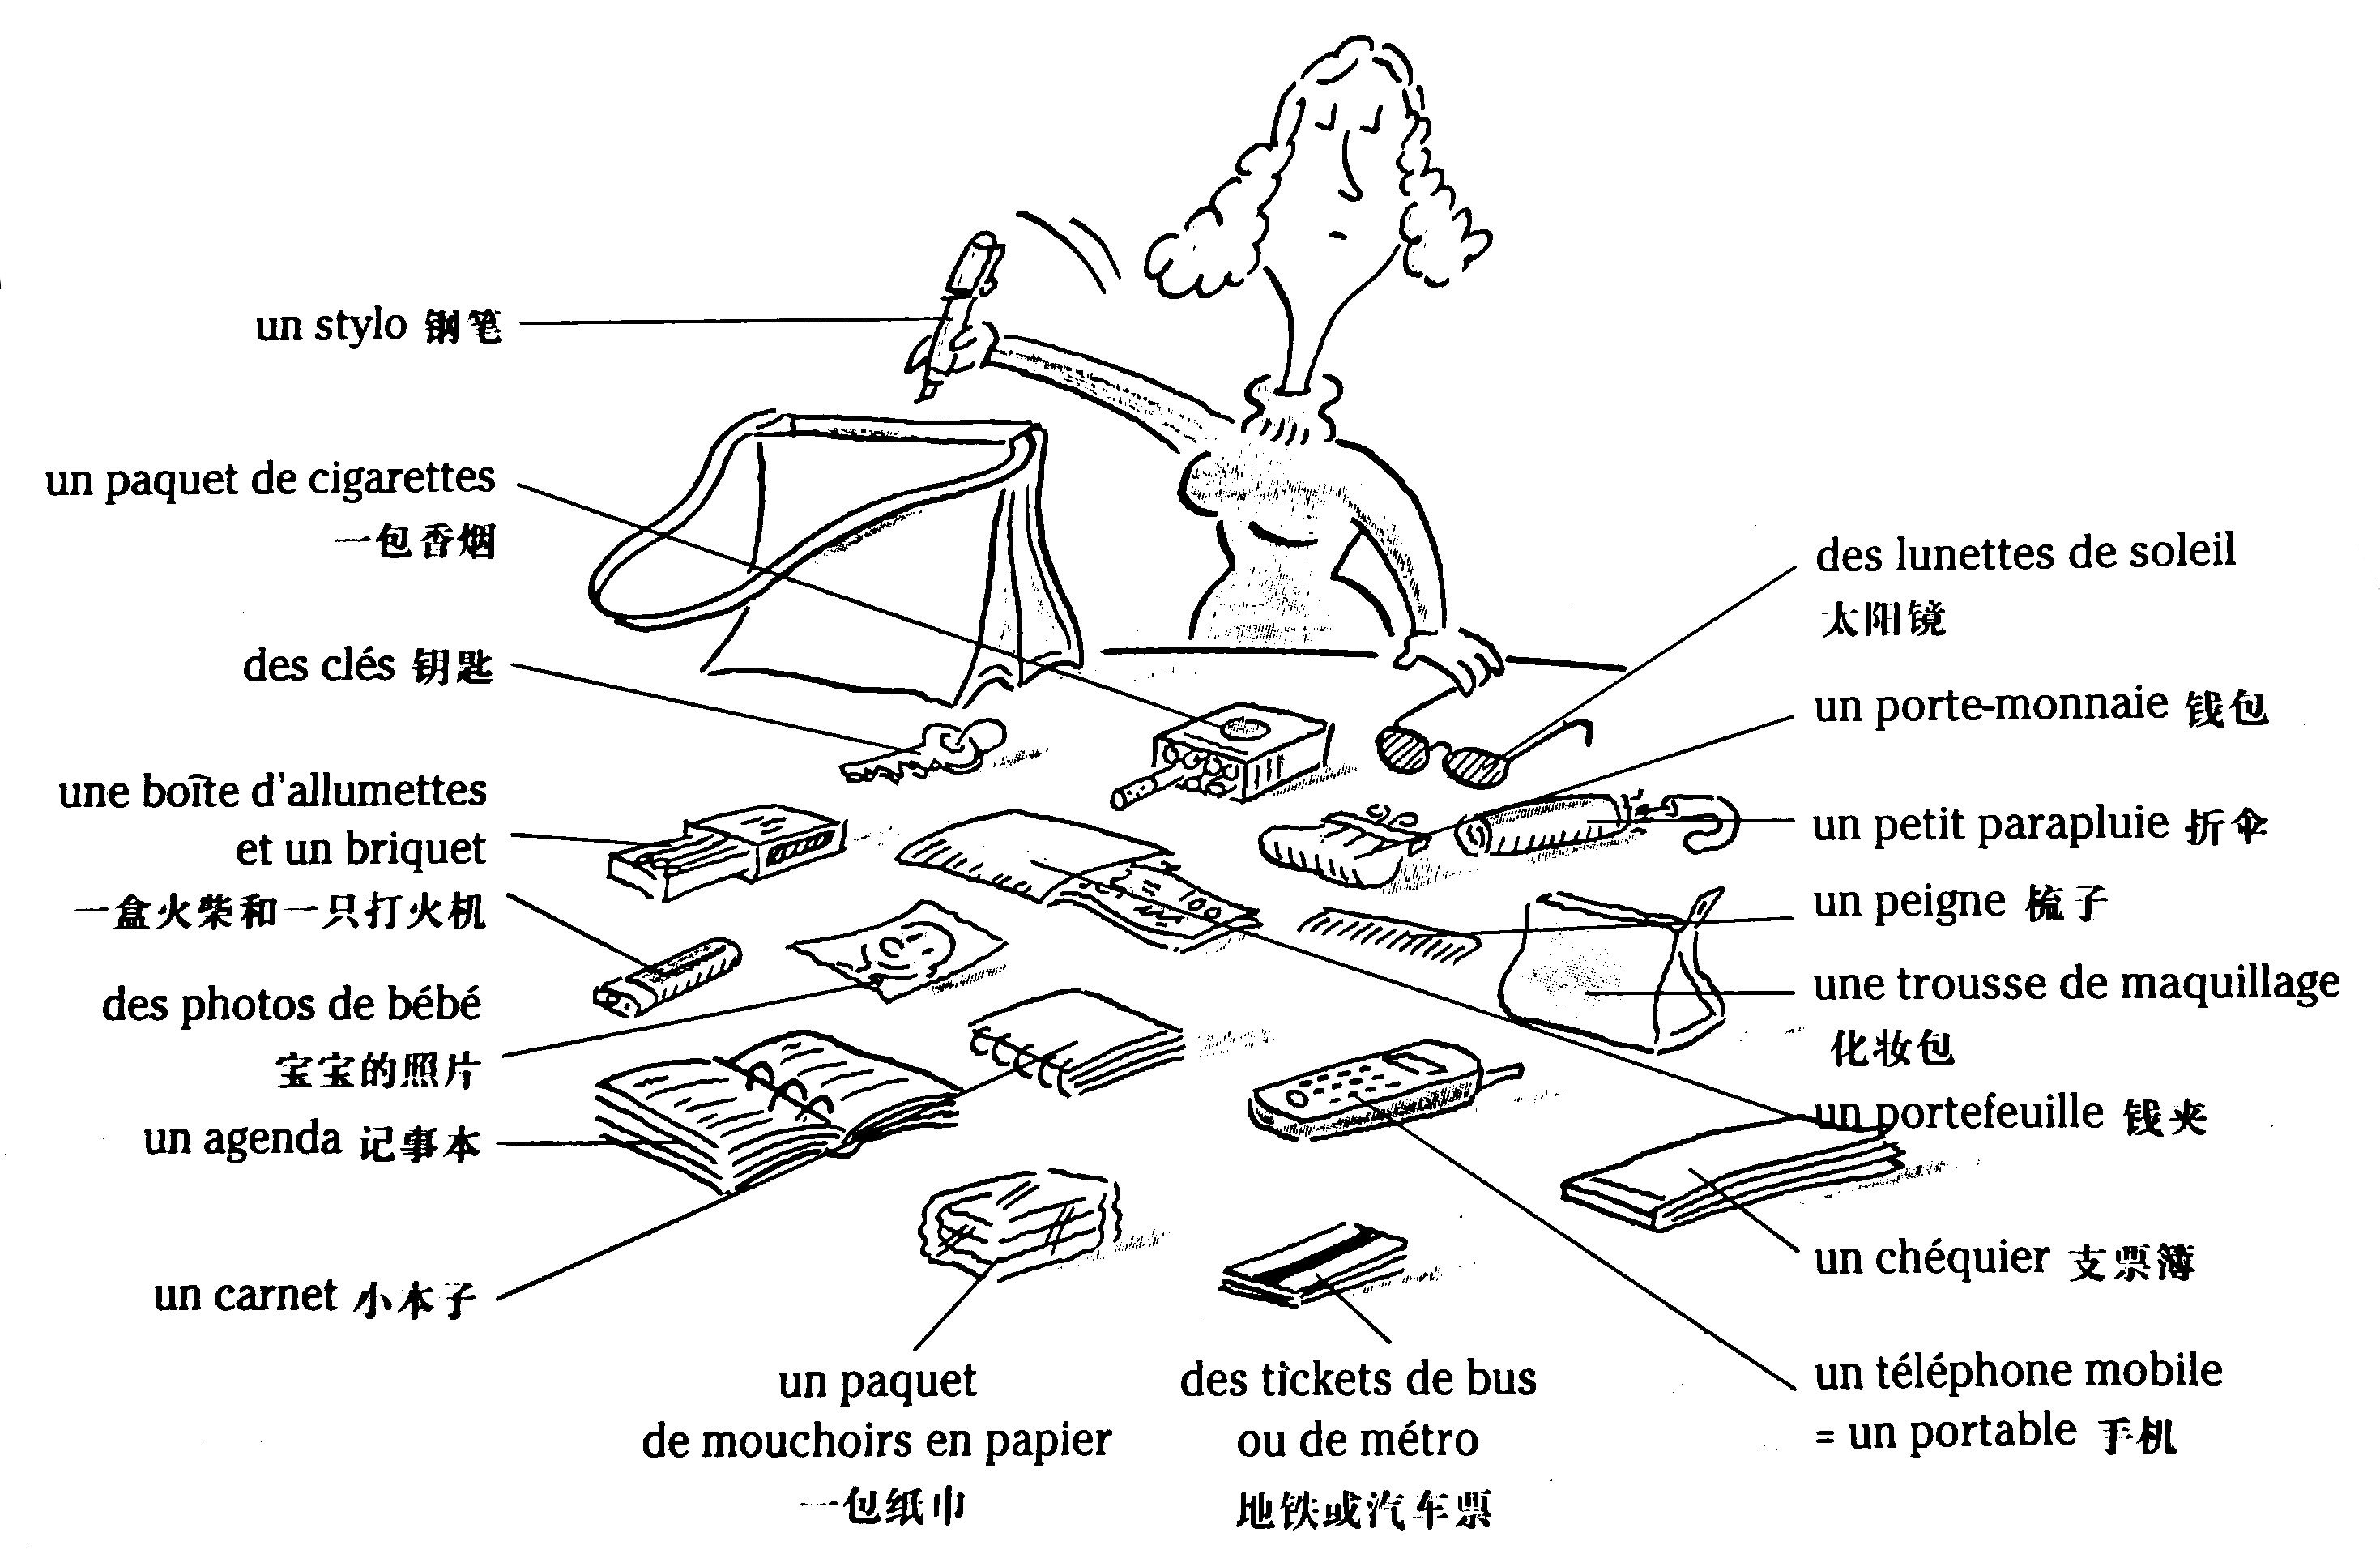 un stylo 钢笔
un paquet de cigarettes
一包香烟
des clés 钥匙
une boîte d'allumettes
et un briquet
一盒火柴和一只打火机
des photos de bébé
宝宝的照片
un agenda 记事本
un carnet 小本子
un paquet
de mouchoirs en papier
一包纸巾
des tickets de bus
ou de métro
地铁或汽车票
des lunettes de soleil
太阳镜
un porte-monnaie 钱包
un petit parapluie 折伞
un peigne 梳子
une trousse de maquillage
化妆包
un portefeuille 钱夹
un chéquier 支票簿
un téléphone mobile
= un portable 手机
100